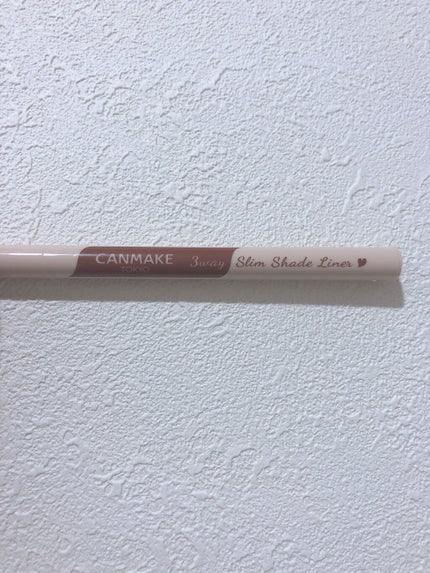 CANMAKE
TOKYO
3way Slim Shade Liner ♥